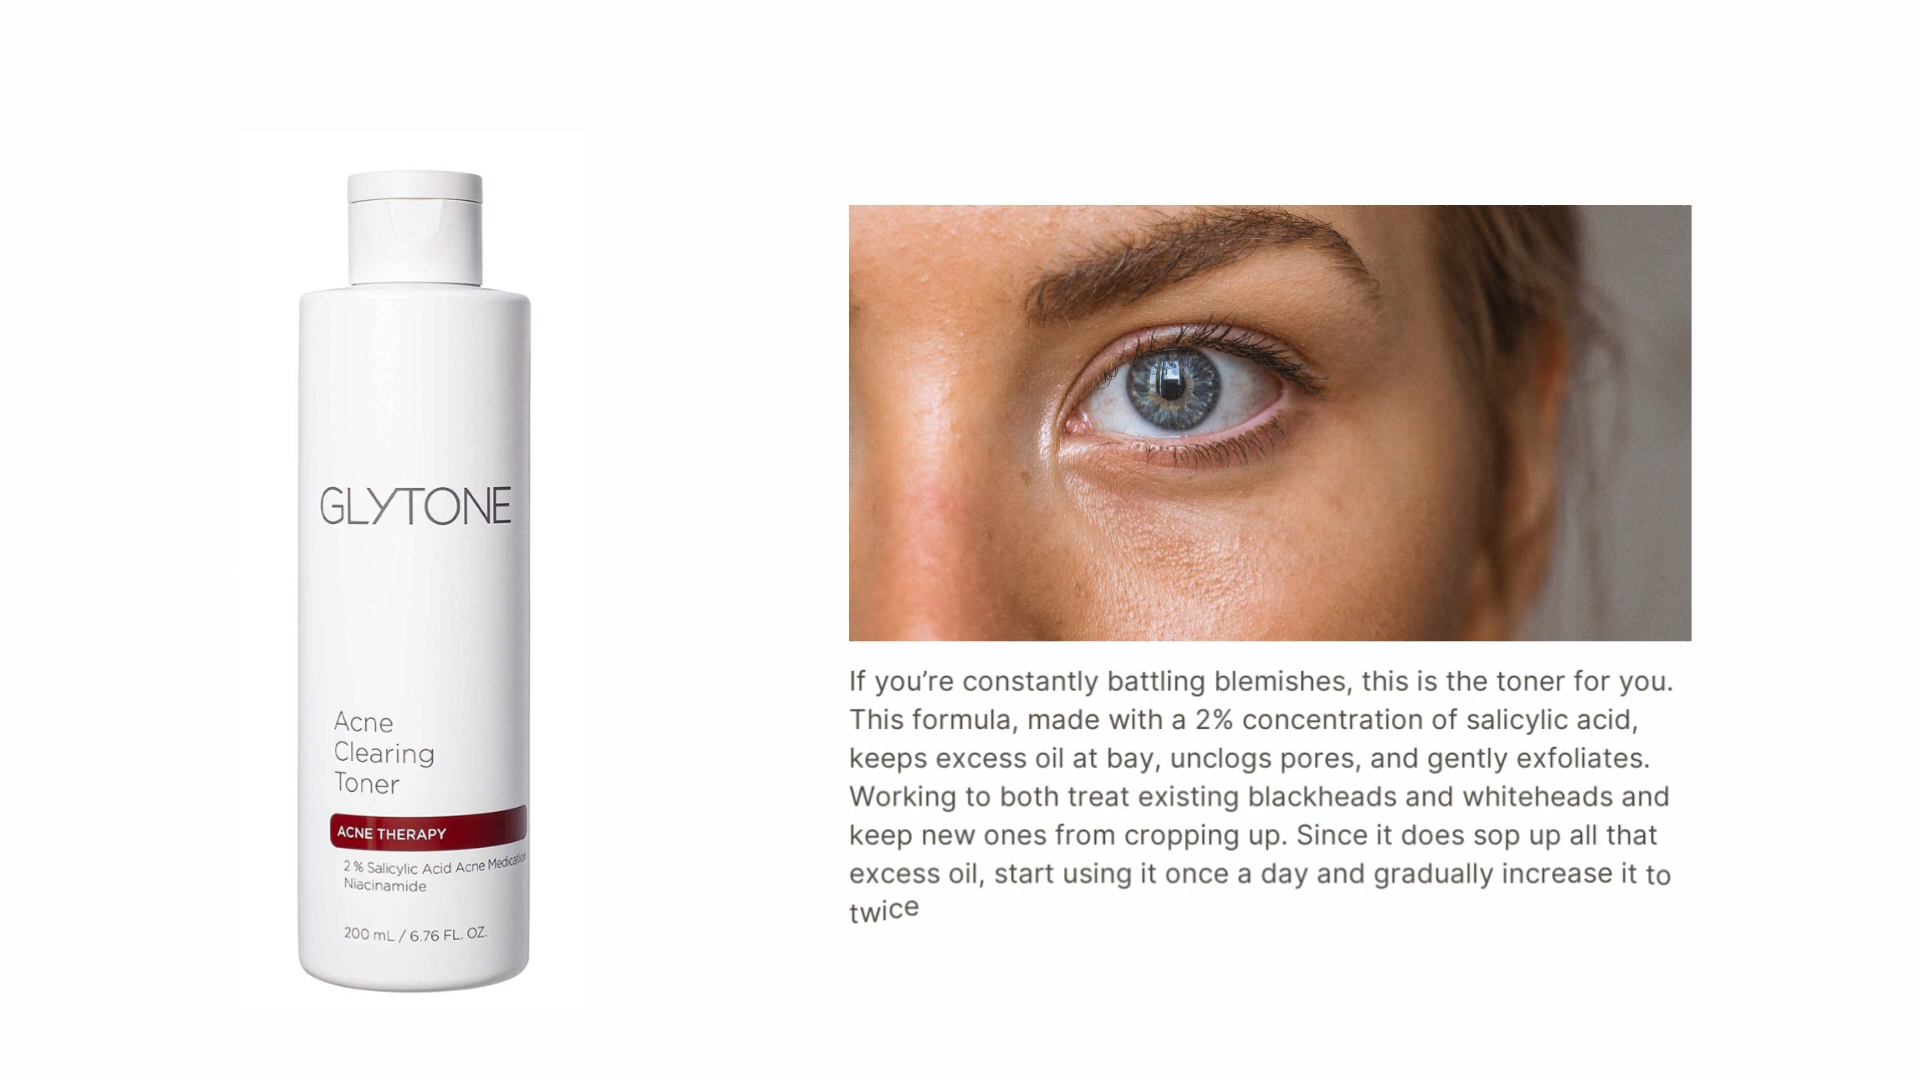 GLYTONE
Acne
Clearing
Toner
ACNE THERAPY
2 % Salicylic Acid Acne Medication
Niacinamide
200 mL / 6.76 FL. OZ.
If you’re constantly battling blemishes, this is the toner for you.
This formula, made with a 2% concentration of salicylic acid,
keeps excess oil at bay, unclogs pores, and gently exfoliates.
Working to both treat existing blackheads and whiteheads and
keep new ones from cropping up. Since it does sop up all that
excess oil, start using it once a day and gradually increase it to
twice